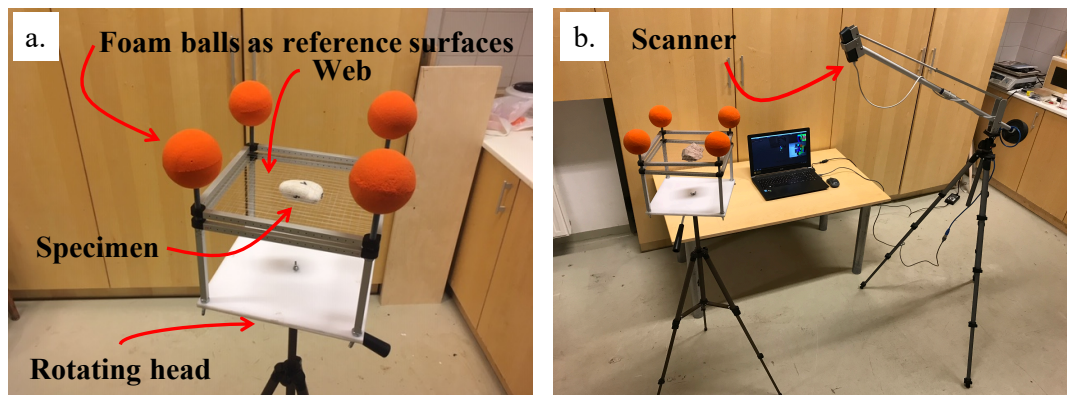 a.
Foam balls as reference surfaces
Web
Specimen
Rotating head
b.
Scanner